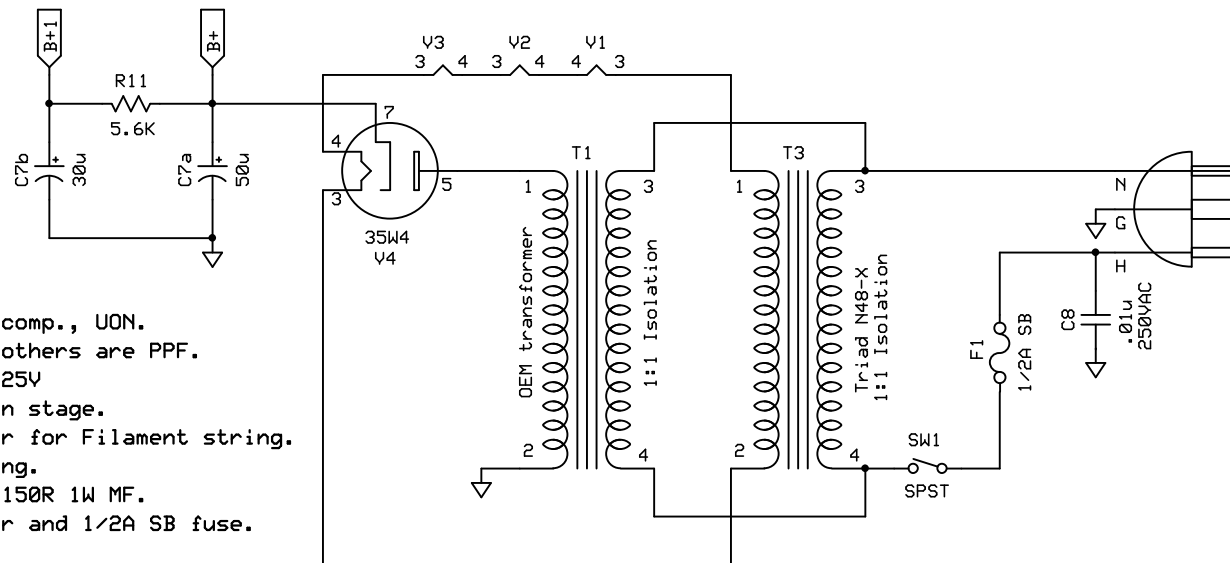 B+1
B+
R11
5.6K
C7b
30u
C7a
50u
V3
V2
V1
3 4
3 4
4 3
7
4
3
5
35W4
V4
T1
1
2
3
4
OEM transformer
1:1 Isolation
T3
1
2
3
4
Triad N48-X
1:1 Isolation
N
G
H
C8
.01u
250VAC
F1
1/2A SB
SW1
SPST
comp., UON.
others are PPF.
25V
n stage.
r for Filament string.
ng.
150R 1W MF.
r and 1/2A SB fuse.